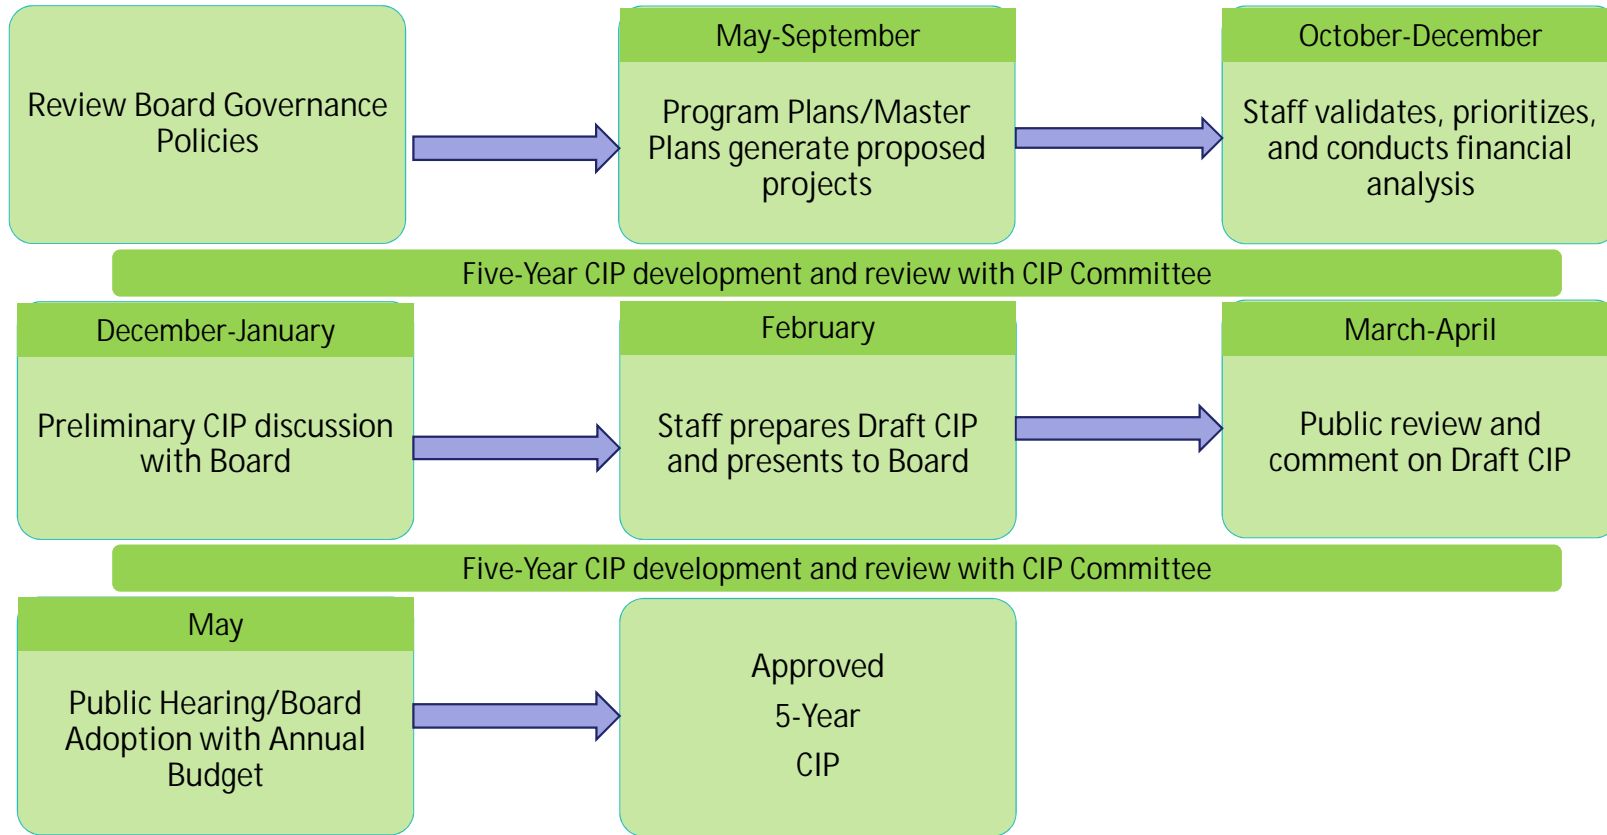 Review Board Governance
Policies
May-September
Program Plans/Master
Plans generate proposed
projects
October-December
Staff validates, prioritizes,
and conducts financial
analysis
Five-Year CIP development and review with CIP Committee
December-January
Preliminary CIP discussion
with Board
February
Staff prepares Draft CIP
and presents to Board
March-April
Public review and
comment on Draft CIP
Five-Year CIP development and review with CIP Committee
May
Public Hearing/Board
Adoption with Annual
Budget
Approved
5-Year
CIP